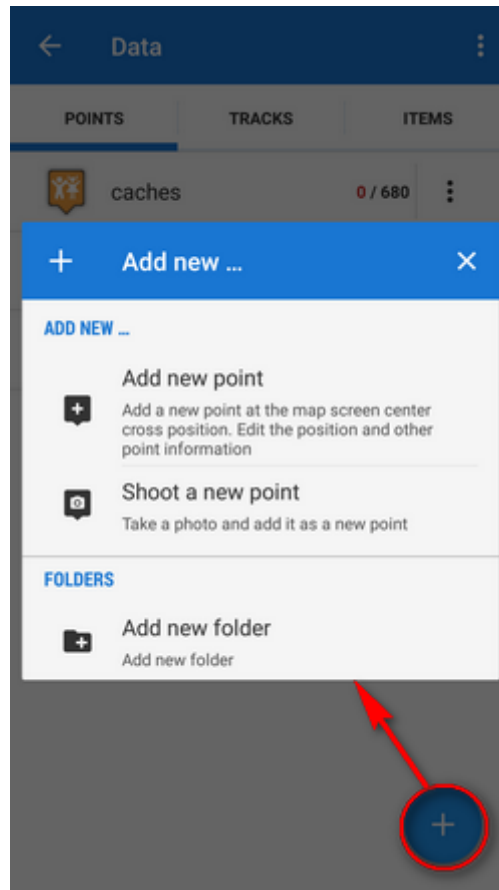 Data
POINTS TRACKS ITEMS
caches 0 / 680
Add new ...
ADD NEW ...
Add new point
Add a new point at the map screen center
cross position. Edit the position and other
point information
Shoot a new point
Take a photo and add it as a new point
FOLDERS
Add new folder
Add new folder